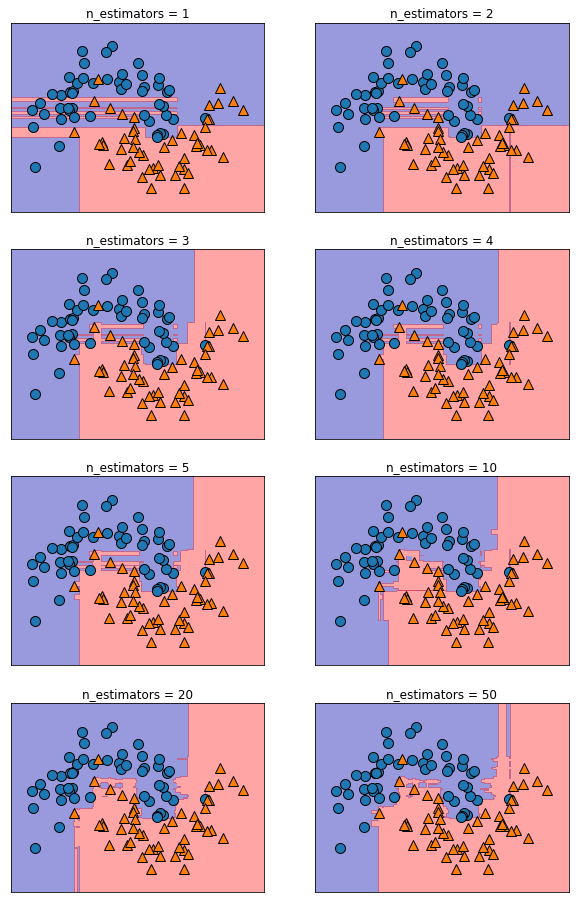 n_estimators = 1
n_estimators = 2
n_estimators = 3
n_estimators = 4
n_estimators = 5
n_estimators = 10
n_estimators = 20
n_estimators = 50